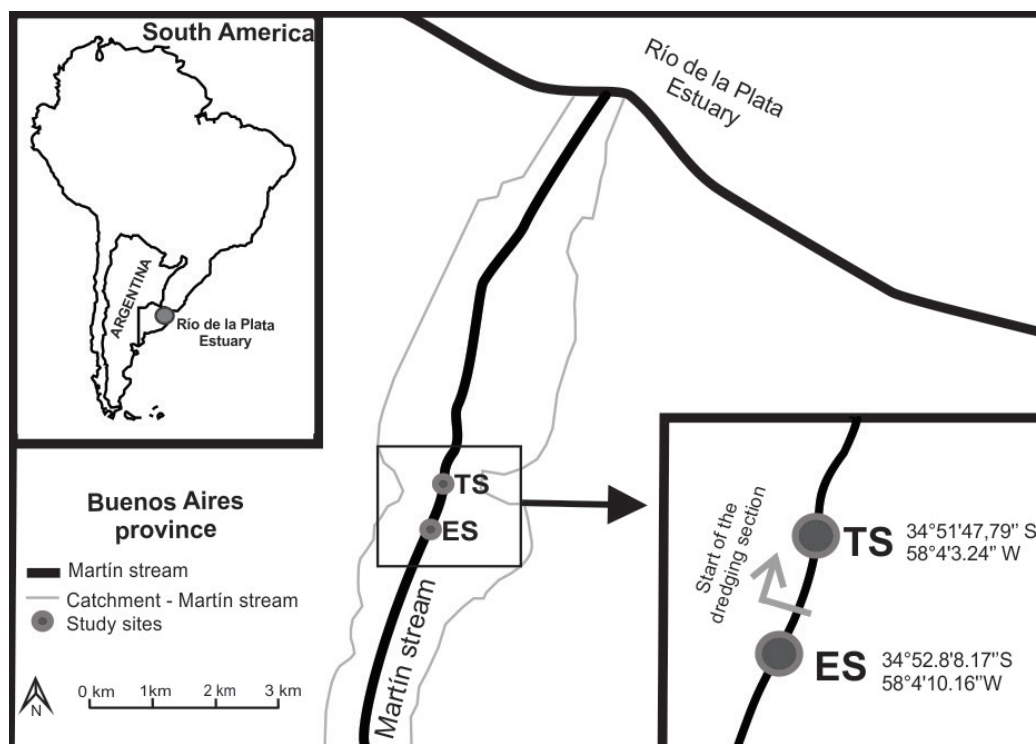 South America
ARGENTINA
Río de la Plata
Estuary
Río de la Plata
Estuary
TS
ES
Martín stream
Buenos Aires
province
Martín stream
Catchment - Martín stream
Study sites
N
0 km 1km 2 km 3 km
Start of the
dredging section
TS
34°51'47,79" S
58°4'3.24" W
ES
34°52.8'8.17"S
58°4'10.16"W